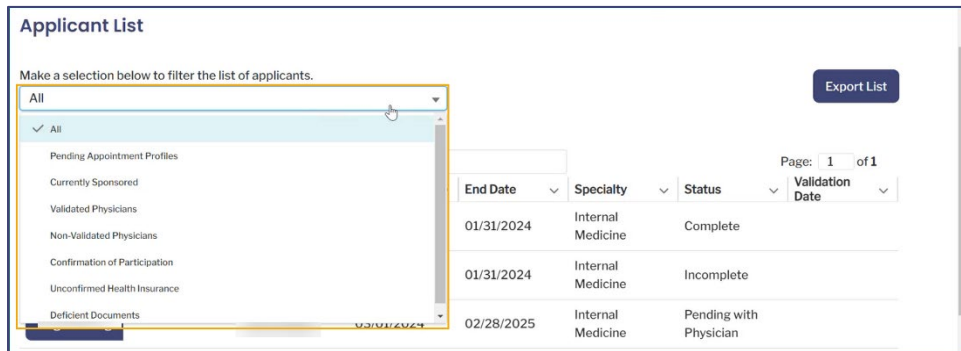 Applicant List
Make a selection below to filter the list of applicants.
All
Export List
All
Pending Appointment Profiles
Currently Sponsored
Validated Physicians
Non-Validated Physicians
Confirmation of Participation
Unconfirmed Health Insurance
Deficient Documents
Page: 1 of 1
End Date Specialty Status Validation
Date
01/31/2024 Internal
Medicine Complete
01/31/2024 Internal
Medicine Incomplete
03/01/2024 02/28/2025 Internal
Medicine Pending with
Physician